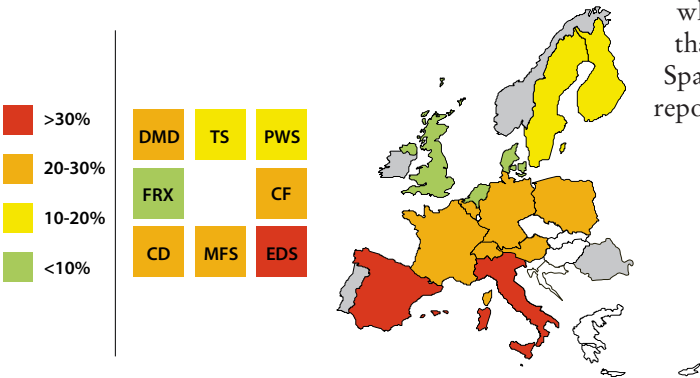 >30%
20-30%
10-20%
<10%
DMD TS PWS
FRX CF
CD MFS EDS
Spa
repo